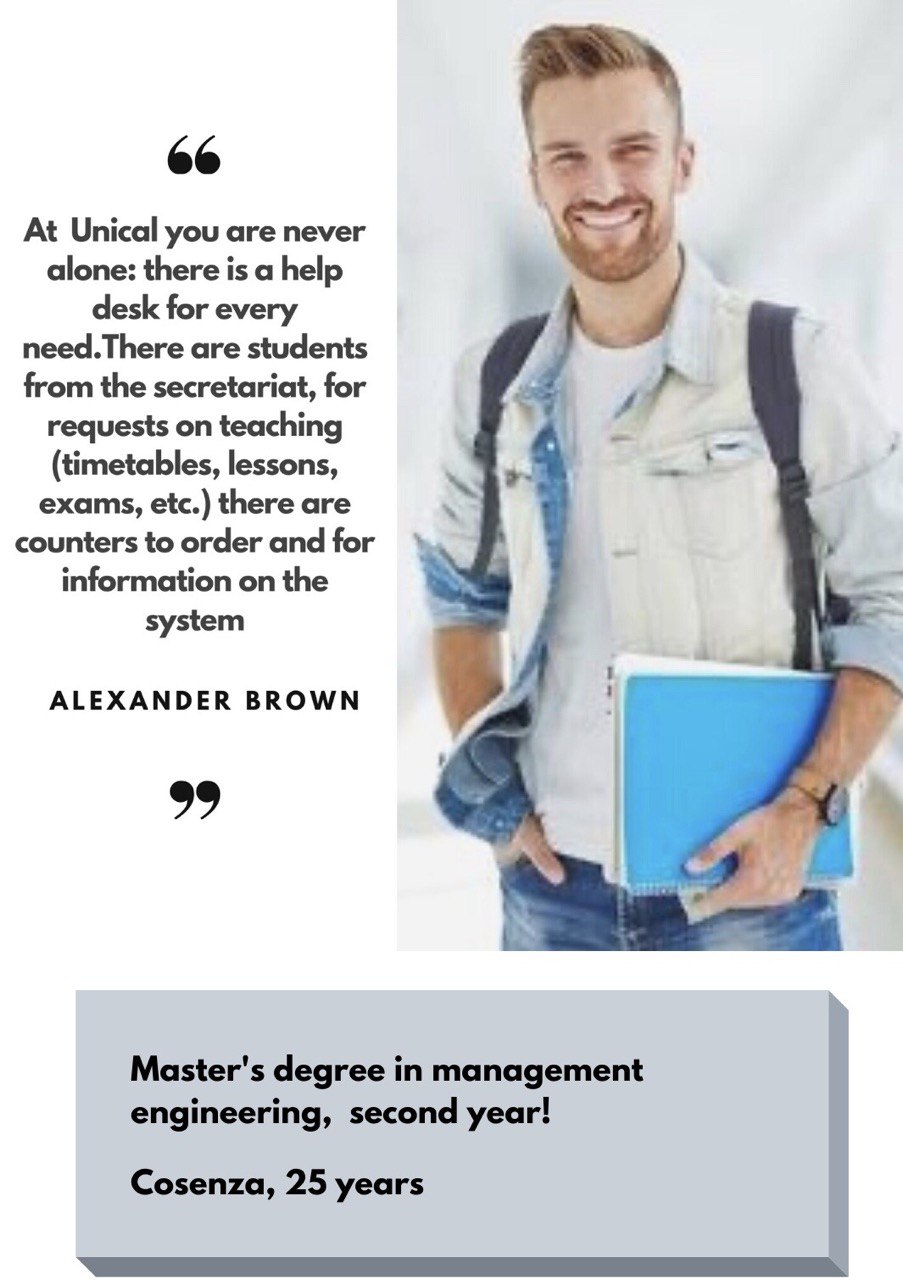 “
At  Unical you are never
alone: there is a help
desk for every
need.There are students
from the secretariat, for
requests on teaching
(timetables, lessons,
exams, etc.) there are
counters to order and for
information on the
system
ALEXANDER BROWN
”
Master's degree in management
engineering,  second year!
Cosenza, 25 years